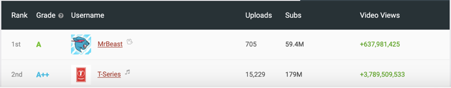 Rank Grade Username Uploads Subs Video Views
1st A MrBeast 705 59.4M +637,981,425
2nd A++ T-Series 15,229 179M +3,789,509,533